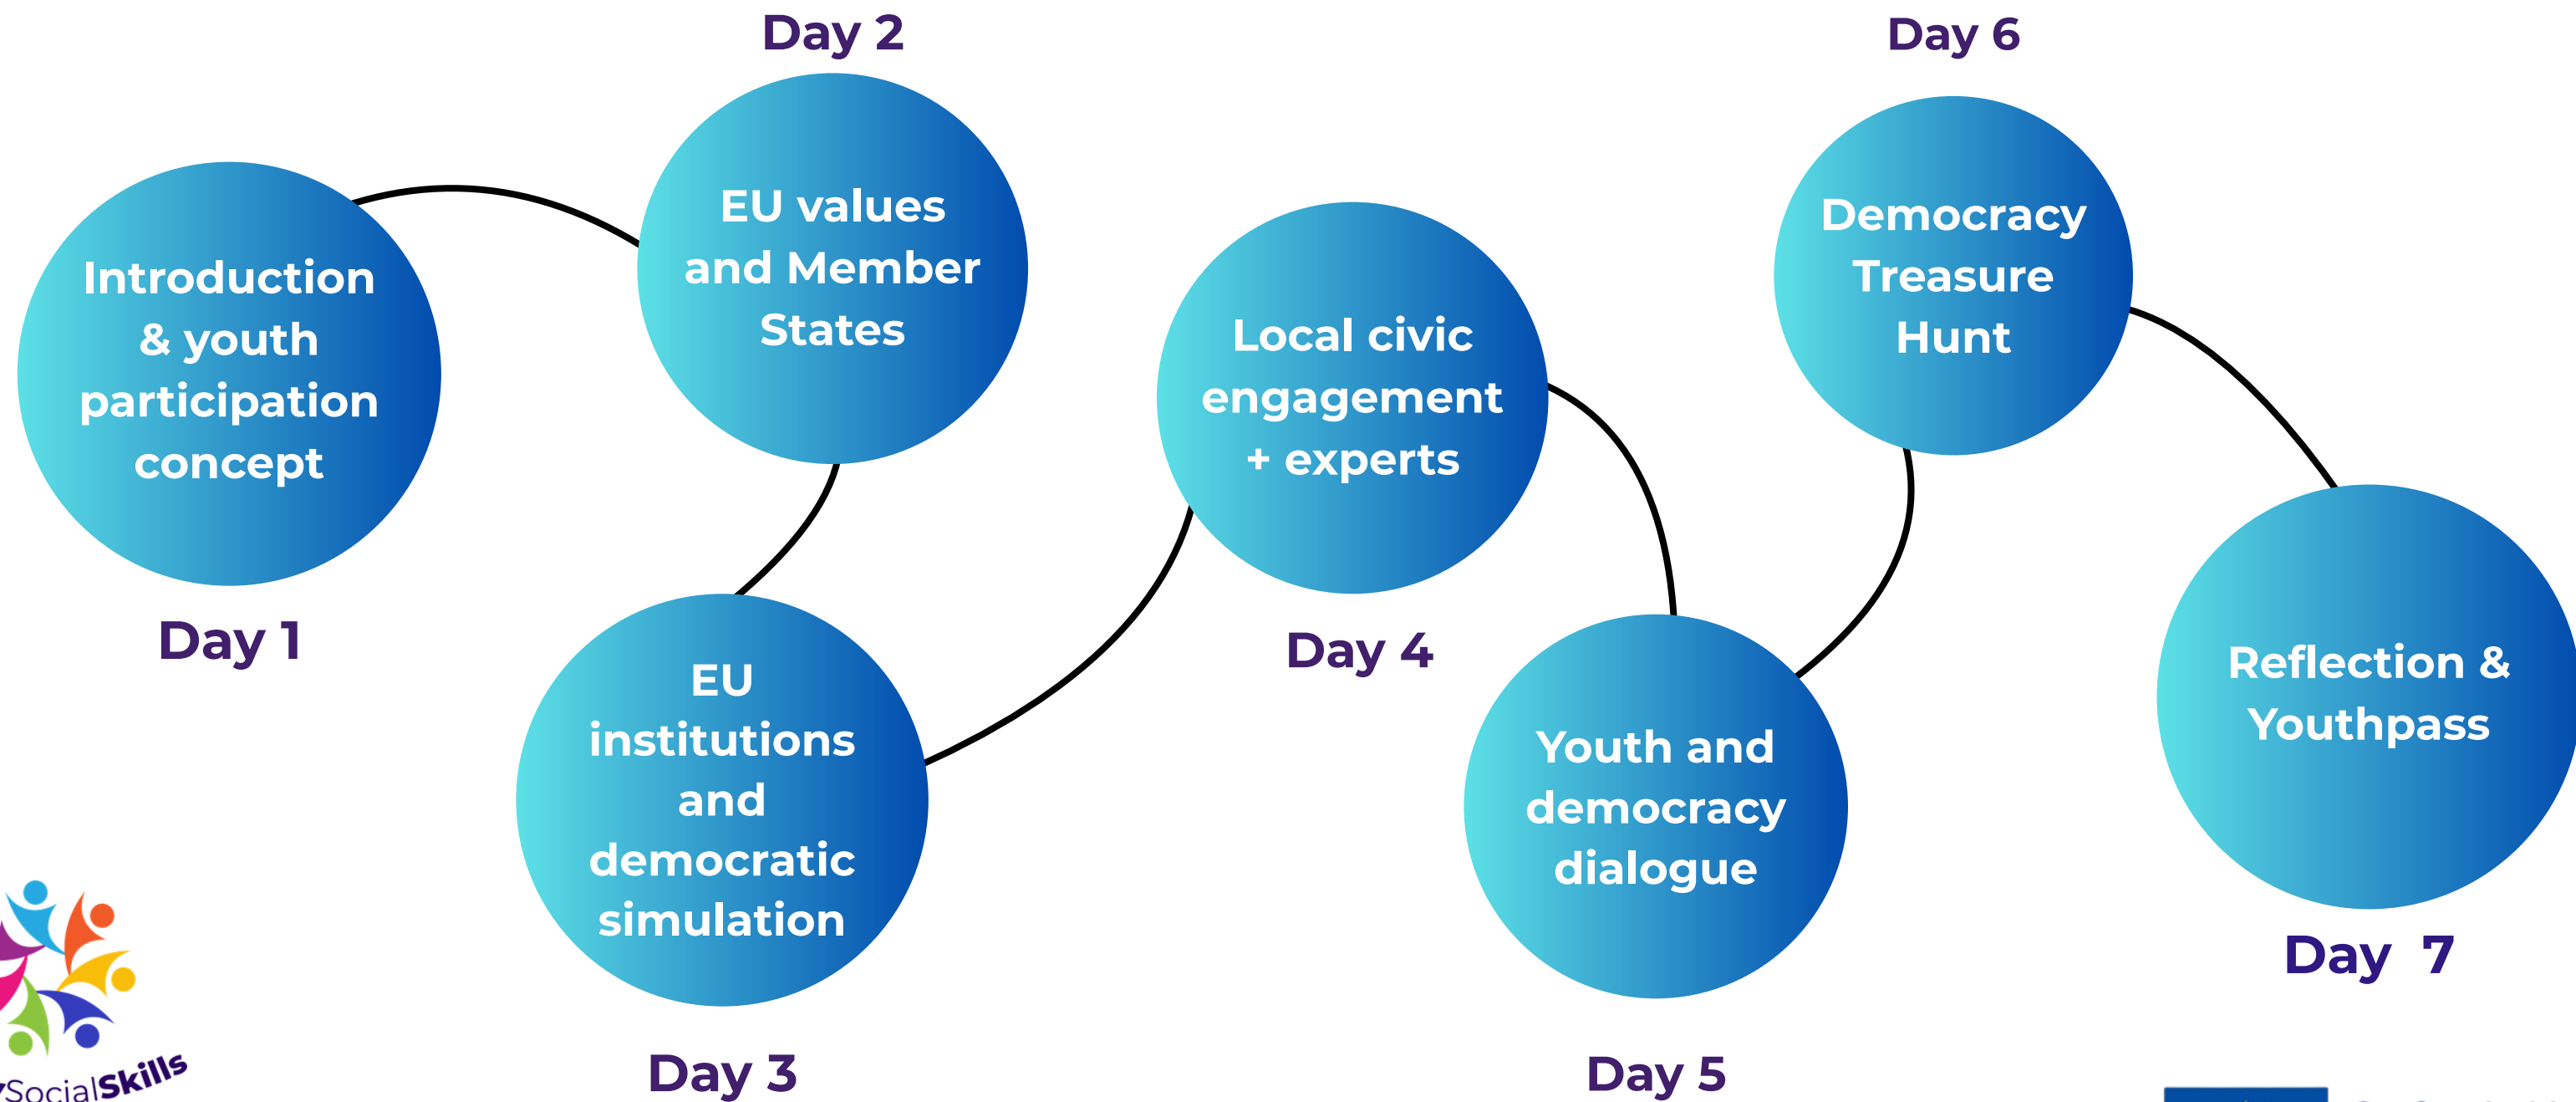 Day 1
Introduction
& youth
participation
concept
Day 2
EU values
and Member
States
Day 3
EU
institutions
and
democratic
simulation
Day 4
Local civic
engagement
+ experts
Day 5
Youth and
democracy
dialogue
Day 6
Democracy
Treasure
Hunt
Day 7
Reflection &
Youthpass
SocialSkills